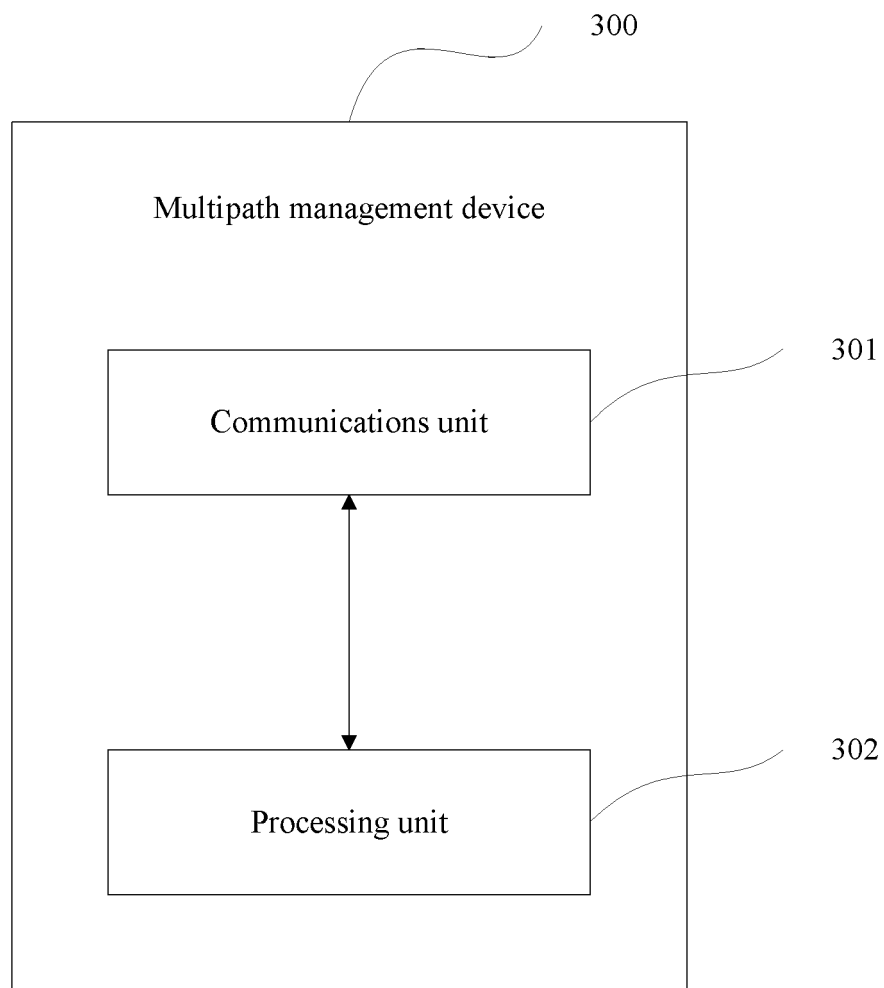 300
Multipath management device
301
Communications unit
302
Processing unit